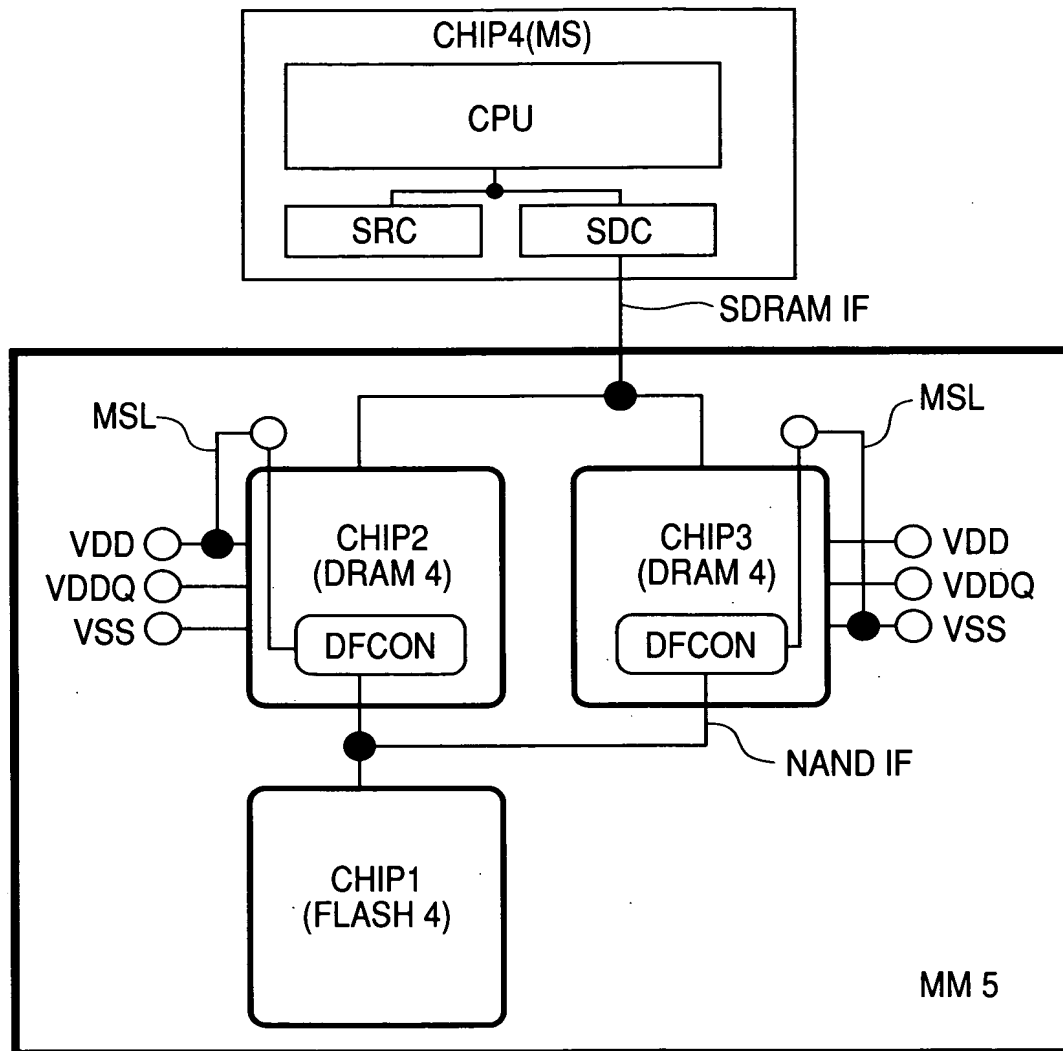 CHIP4(MS)
CPU
SRC
SDC
SDRAM IF
MSL
MSL
VDD
VDDQ
VSS
CHIP2
(DRAM 4)
DFCON
CHIP3
(DRAM 4)
DFCON
VDD
VDDQ
VSS
NAND IF
CHIP1
(FLASH 4)
MM 5